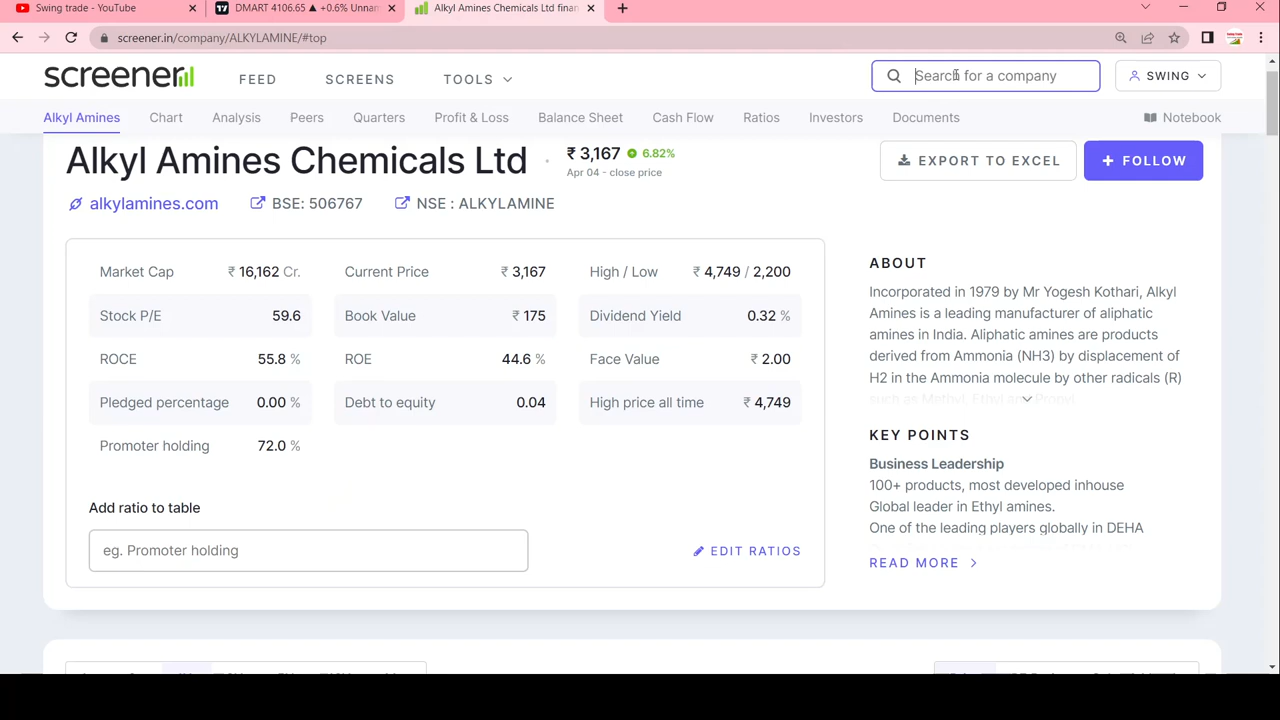 Swing trade - YouTube
DMART 4106.65 ▲ +0.6% Unnam
Alkyl Amines Chemicals Ltd finan
screener.in/company/ALKYLAMINE/#top
screener
FEED
SCREENS
TOOLS
Search for a company
SWING
Alkyl Amines
Chart
Analysis
Peers
Quarters
Profit & Loss
Balance Sheet
Cash Flow
Ratios
Investors
Documents
Notebook
Alkyl Amines Chemicals Ltd
₹ 3,167 6.82%
Apr 04 - close price
EXPORT TO EXCEL
+ FOLLOW
alkylamines.com
BSE: 506767
NSE : ALKYLAMINE
Market Cap ₹ 16,162 Cr.
Current Price ₹ 3,167
High / Low ₹ 4,749 / 2,200
Stock P/E 59.6
Book Value ₹ 175
Dividend Yield 0.32 %
ROCE 55.8 %
ROE 44.6 %
Face Value ₹ 2.00
Pledged percentage 0.00 %
Debt to equity 0.04
High price all time ₹ 4,749
Promoter holding 72.0 %
Add ratio to table
eg. Promoter holding
EDIT RATIOS
ABOUT
Incorporated in 1979 by Mr Yogesh Kothari, Alkyl
Amines is a leading manufacturer of aliphatic
amines in India. Aliphatic amines are products
derived from Ammonia (NH3) by displacement of
H2 in the Ammonia molecule by other radicals (R)
such as Methyl, Ethyl and Propyl.
KEY POINTS
Business Leadership
100+ products, most developed inhouse
Global leader in Ethyl amines.
One of the leading players globally in DEHA
READ MORE